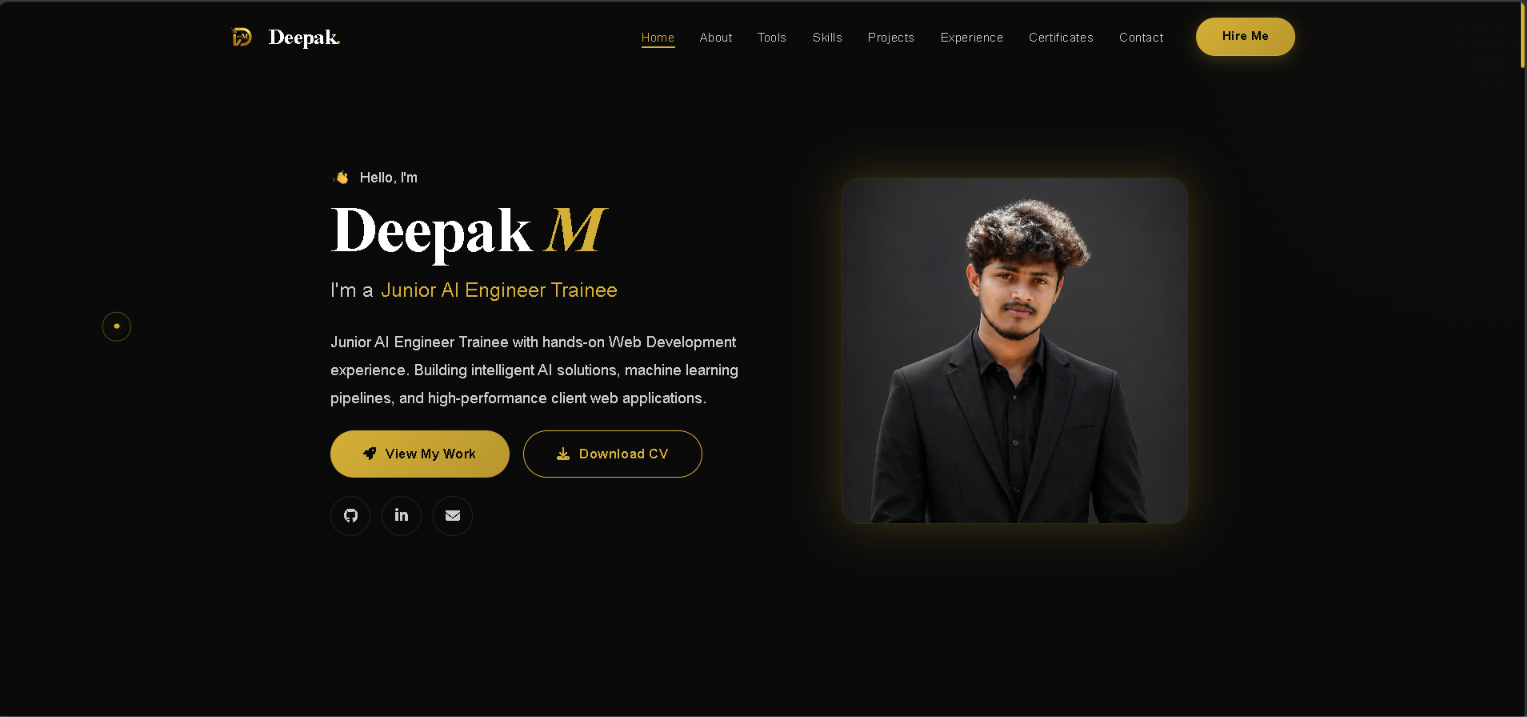 Deepak.
Home About Tools Skills Projects Experience Certificates Contact Hire Me
👋 Hello, I'm
Deepak M
I'm a Junior AI Engineer Trainee
Junior AI Engineer Trainee with hands-on Web Development
experience. Building intelligent AI solutions, machine learning
pipelines, and high-performance client web applications.
View My Work
Download CV
in